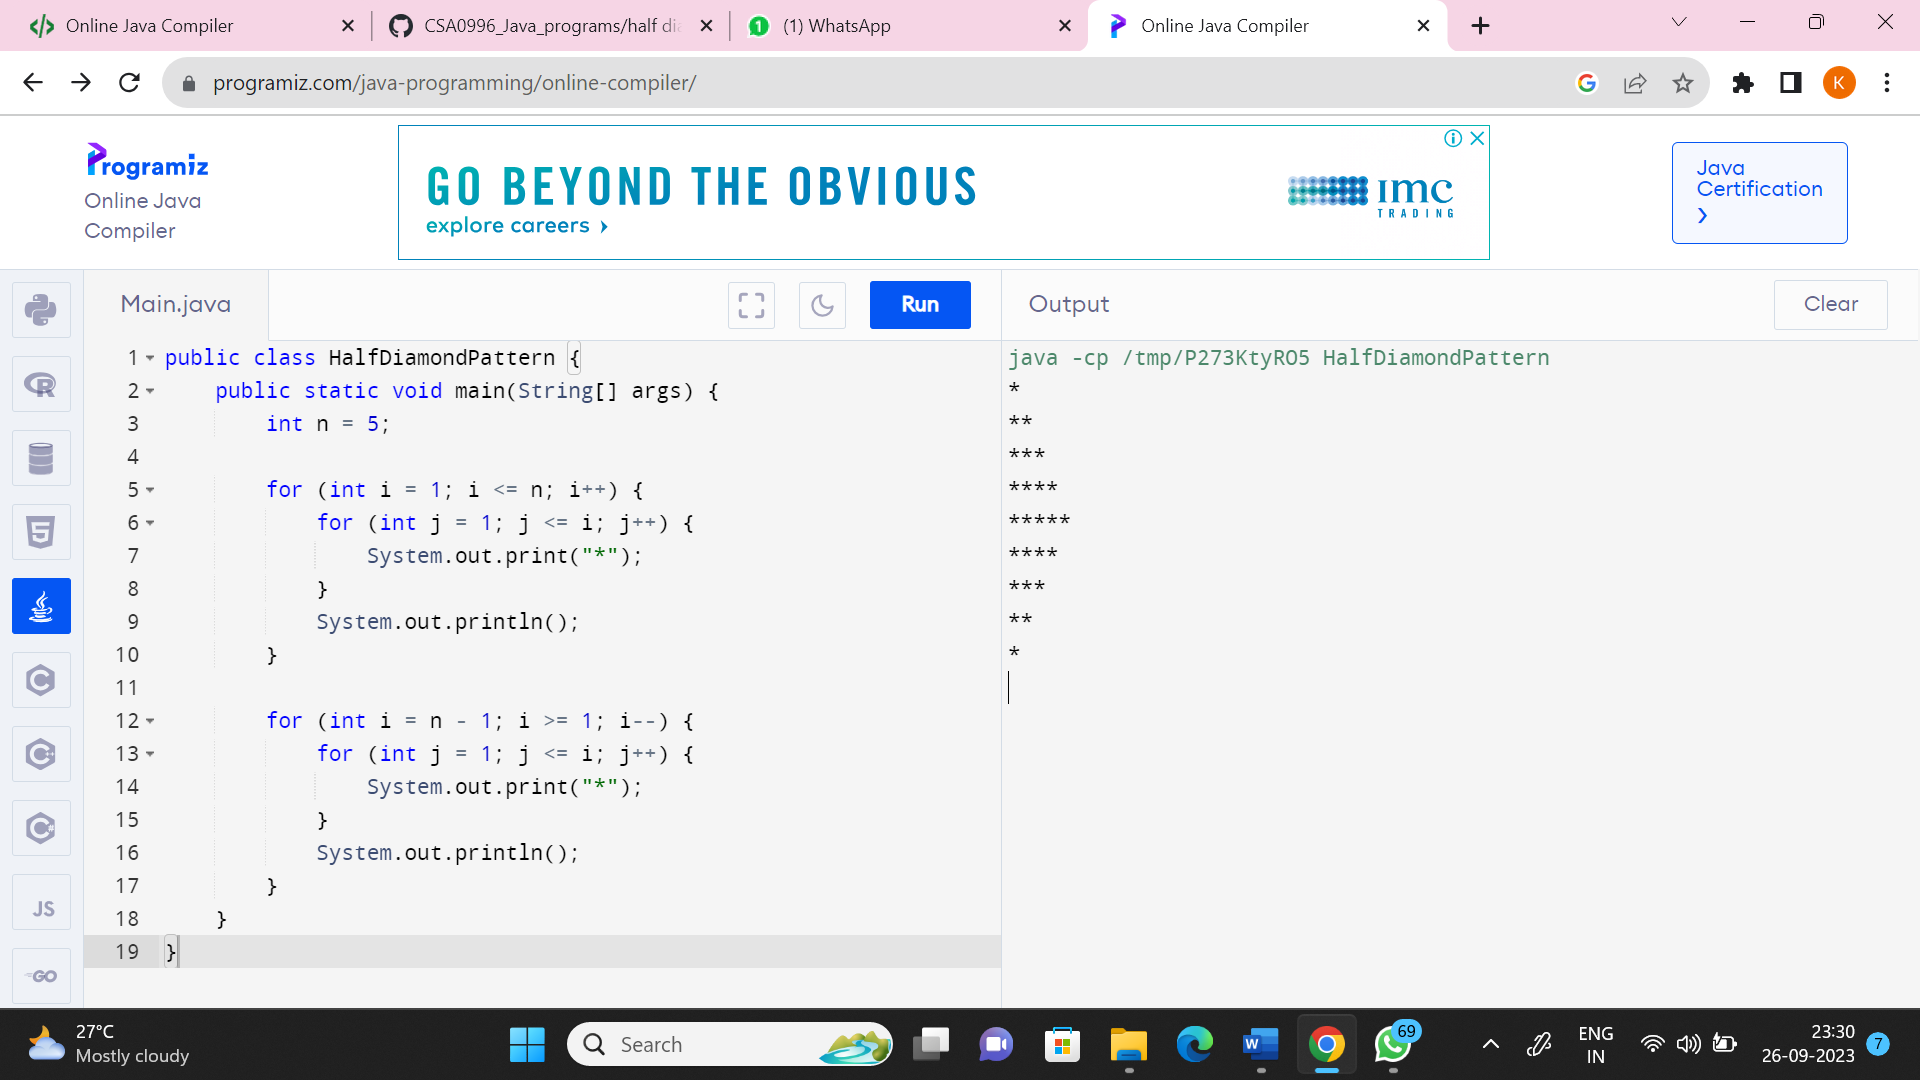 Online Java Compiler
CSA0996_Java_programs/half dia
(1) WhatsApp
Online Java Compiler
programiz.com/java-programming/online-compiler/
K
Programiz
Online Java
Compiler
GO BEYOND THE OBVIOUS
explore careers ›
imc
TRADING
Java
Certification
›
Main.java
Run
Output
Clear
1 public class HalfDiamondPattern {
2     public static void main(String[] args) {
3         int n = 5;
4
5         for (int i = 1; i <= n; i++) {
6             for (int j = 1; j <= i; j++) {
7                 System.out.print("*");
8             }
9             System.out.println();
10         }
11
12         for (int i = n - 1; i >= 1; i--) {
13             for (int j = 1; j <= i; j++) {
14                 System.out.print("*");
15             }
16             System.out.println();
17         }
18     }
19 }
java -cp /tmp/P273KtyRO5 HalfDiamondPattern
*
**
***
****
*****
****
***
**
*
R
5
C
C++
C#
JS
GO
27°C
Mostly cloudy
Search
W
69
ENG
IN
23:30
26-09-2023
7